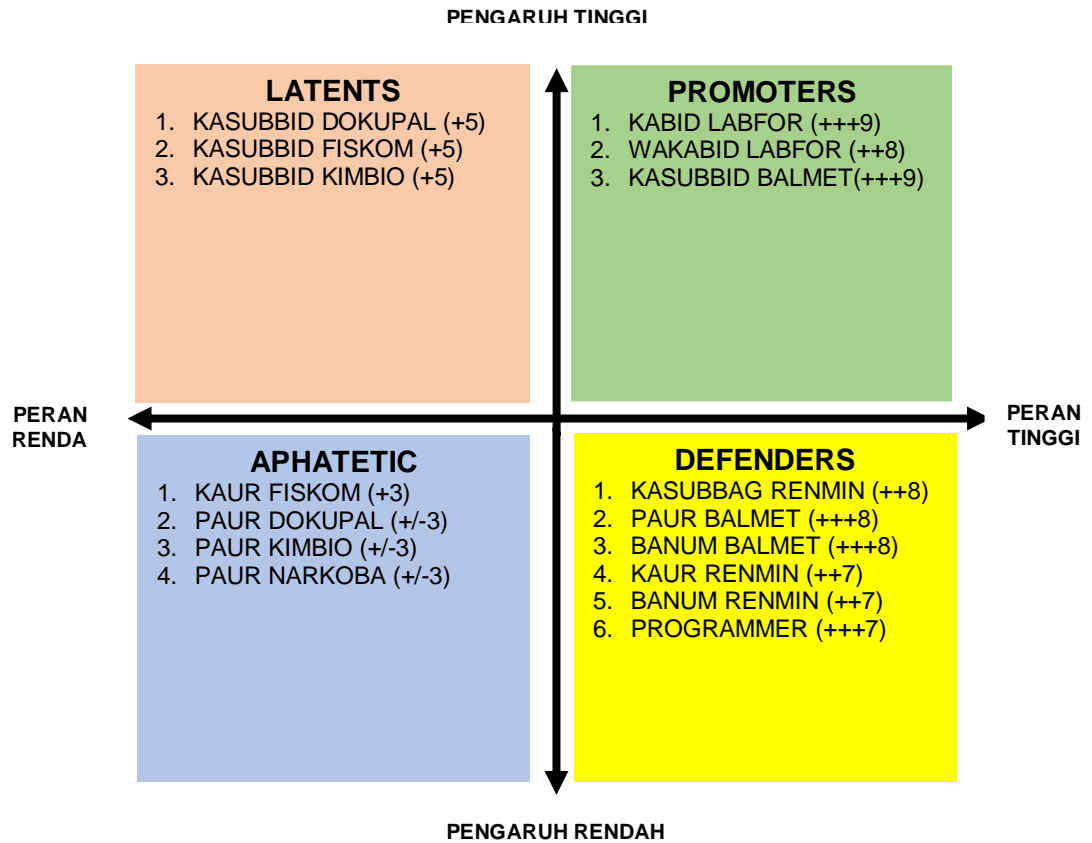 PENGARUH TINGGI
LATENTS
1. KASUBBID DOKUPAL (+5)
2. KASUBBID FISKOM (+5)
3. KASUBBID KIMBIO (+5)
PROMOTERS
1. KABID LABFOR (+++9)
2. WAKABID LABFOR (++8)
3. KASUBBID BALMET(+++9)
PERAN
RENDA
PERAN
TINGGI
APHATETIC
1. KAUR FISKOM (+3)
2. PAUR DOKUPAL (+/-3)
3. PAUR KIMBIO (+/-3)
4. PAUR NARKOBA (+/-3)
DEFENDERS
1. KASUBBAG RENMIN (++8)
2. PAUR BALMET (+++8)
3. BANUM BALMET (+++8)
4. KAUR RENMIN (++7)
5. BANUM RENMIN (++7)
6. PROGRAMMER (+++7)
PENGARUH RENDAH